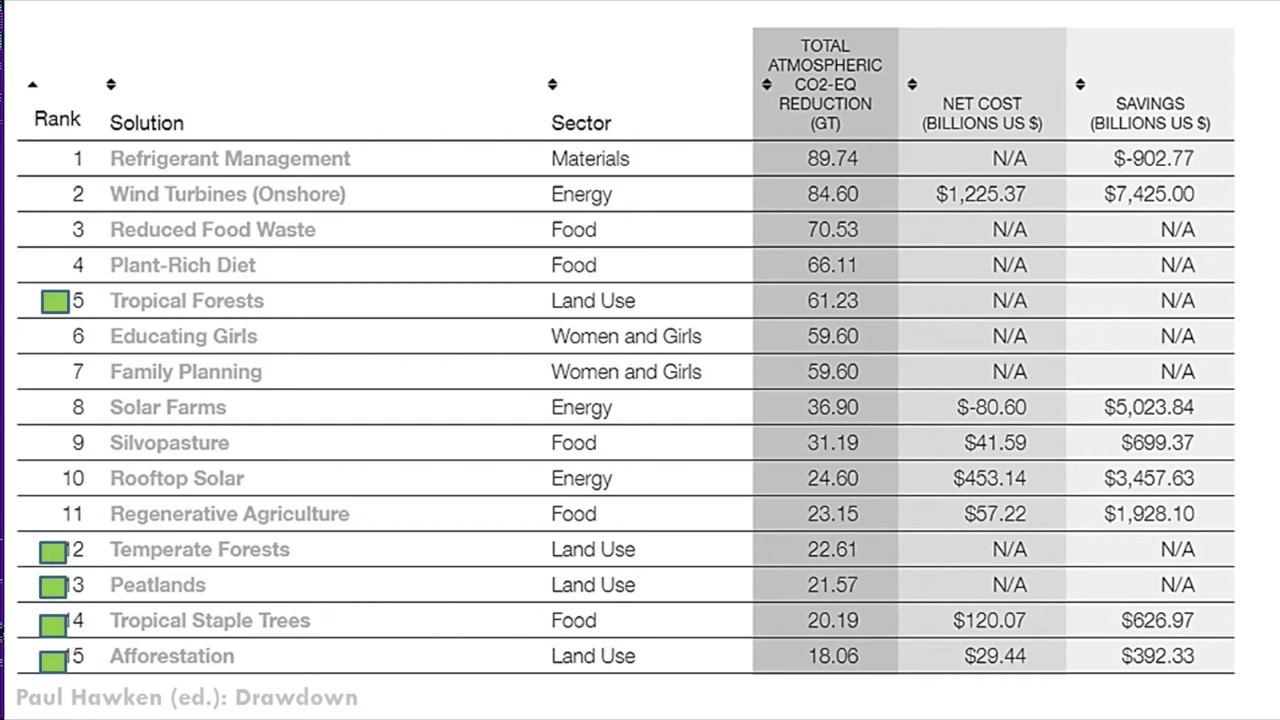 TOTAL
ATMOSPHERIC
CO2-EQ
REDUCTION
(GT)
NET COST
(BILLIONS US $)
SAVINGS
(BILLIONS US $)
Rank Solution Sector
1 Refrigerant Management Materials 89.74 N/A $-902.77
2 Wind Turbines (Onshore) Energy 84.60 $1,225.37 $7,425.00
3 Reduced Food Waste Food 70.53 N/A N/A
4 Plant-Rich Diet Food 66.11 N/A N/A
5 Tropical Forests Land Use 61.23 N/A N/A
6 Educating Girls Women and Girls 59.60 N/A N/A
7 Family Planning Women and Girls 59.60 N/A N/A
8 Solar Farms Energy 36.90 $-80.60 $5,023.84
9 Silvopasture Food 31.19 $41.59 $699.37
10 Rooftop Solar Energy 24.60 $453.14 $3,457.63
11 Regenerative Agriculture Food 23.15 $57.22 $1,928.10
12 Temperate Forests Land Use 22.61 N/A N/A
13 Peatlands Land Use 21.57 N/A N/A
14 Tropical Staple Trees Food 20.19 $120.07 $626.97
15 Afforestation Land Use 18.06 $29.44 $392.33
Paul Hawken (ed.): Drawdown